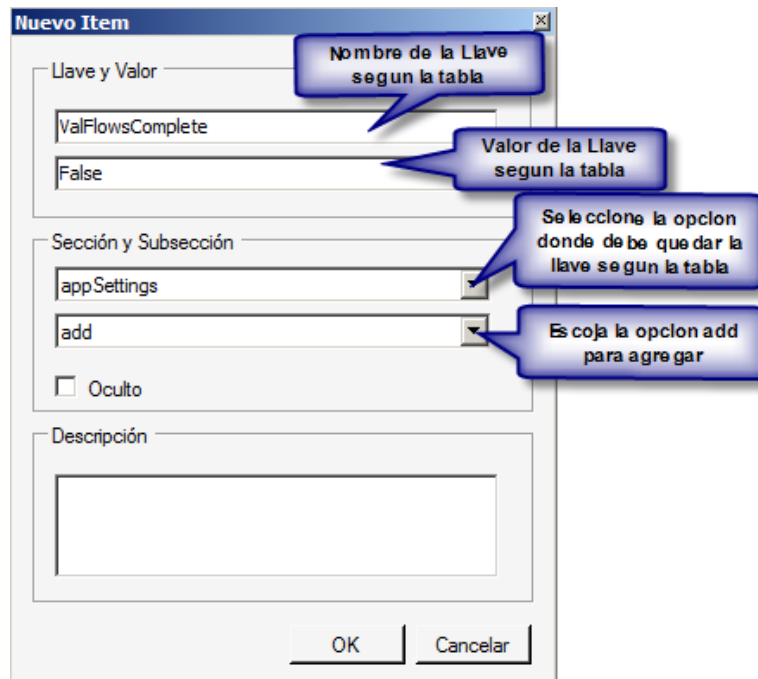 Nuevo Item
Nombre de la Llave
segun la tabla
Llave y Valor
ValFlowsComplete
Valor de la Llave
segun la tabla
False
Seleccione la opcion
donde debe quedar la
llave segun la tabla
Sección y Subsección
appSettings
Escoja la opcion add
para agregar
add
Oculto
Descripción
OK
Cancelar